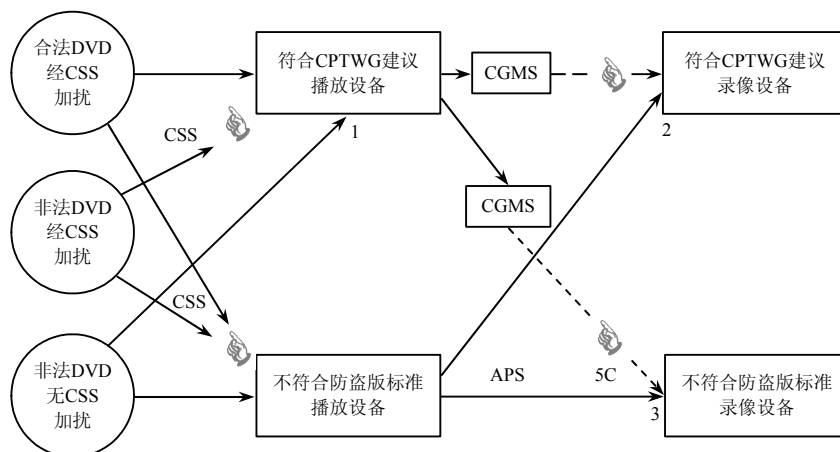 合法DVD
经CSS
加扰
符合CPTWG建议
播放设备
CGMS
符合CPTWG建议
录像设备
CSS
1
2
非法DVD
经CSS
加扰
CGMS
CSS
非法DVD
无CSS
加扰
不符合防盗版标准
播放设备
APS
5C
3
不符合防盗版标准
录像设备